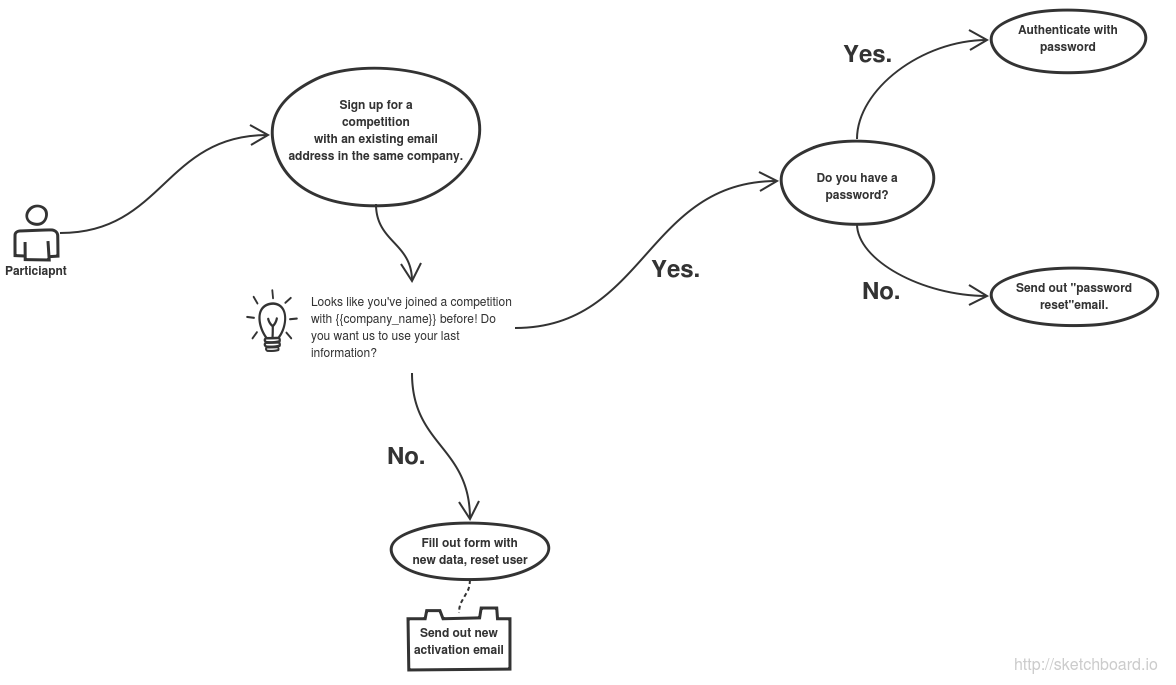 Authenticate with
password
Yes.
Sign up for a
competition
with an existing email
address in the same company.
Do you have a
password?
Particiapnt
Yes.
No.
Send out "password
reset"email.
Looks like you've joined a competition
with {{company_name}} before! Do
you want us to use your last
information?
No.
Fill out form with
new data, reset user
Send out new
activation email
http://sketchboard.io